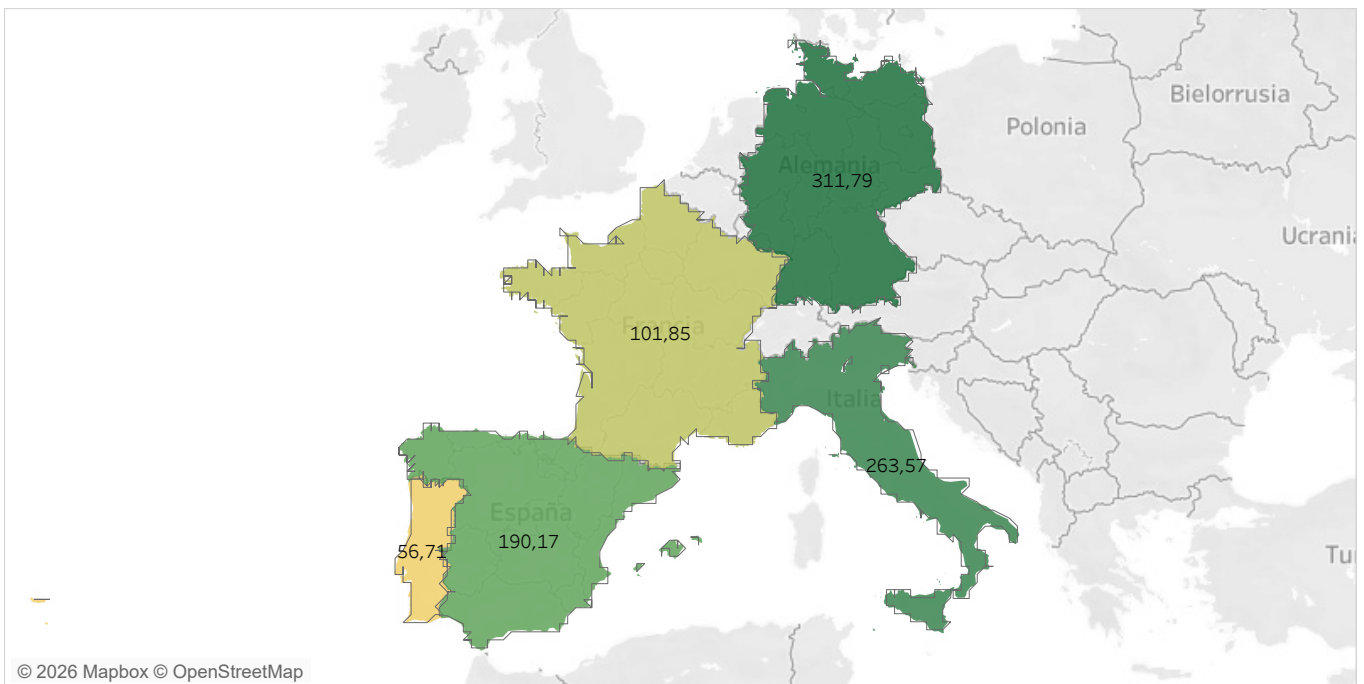 Bielorrusia
Polonia
Alemania
311,79
Ucrania
Francia
101,85
Italia
263,57
España
190,17
56,71
Tu
© 2026 Mapbox © OpenStreetMap